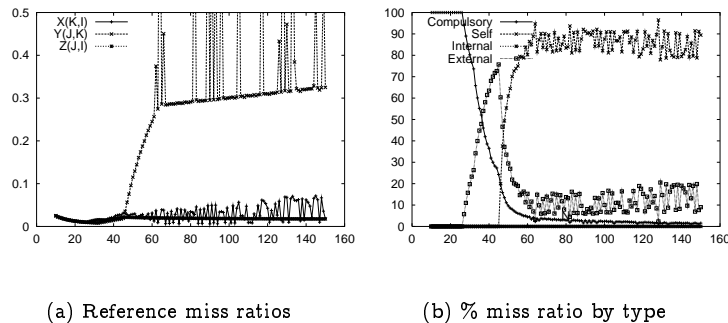 0.5
0.4
0.3
0.2
0.1
0
0 20 40 60 80 100 120 140 160
X(K,I)
Y(J,K)
Z(J,I)
(a) Reference miss ratios
100
90
80
70
60
50
40
30
20
10
0
0 20 40 60 80 100 120 140 160
Compulsory
Self
Internal
External
(b) % miss ratio by type